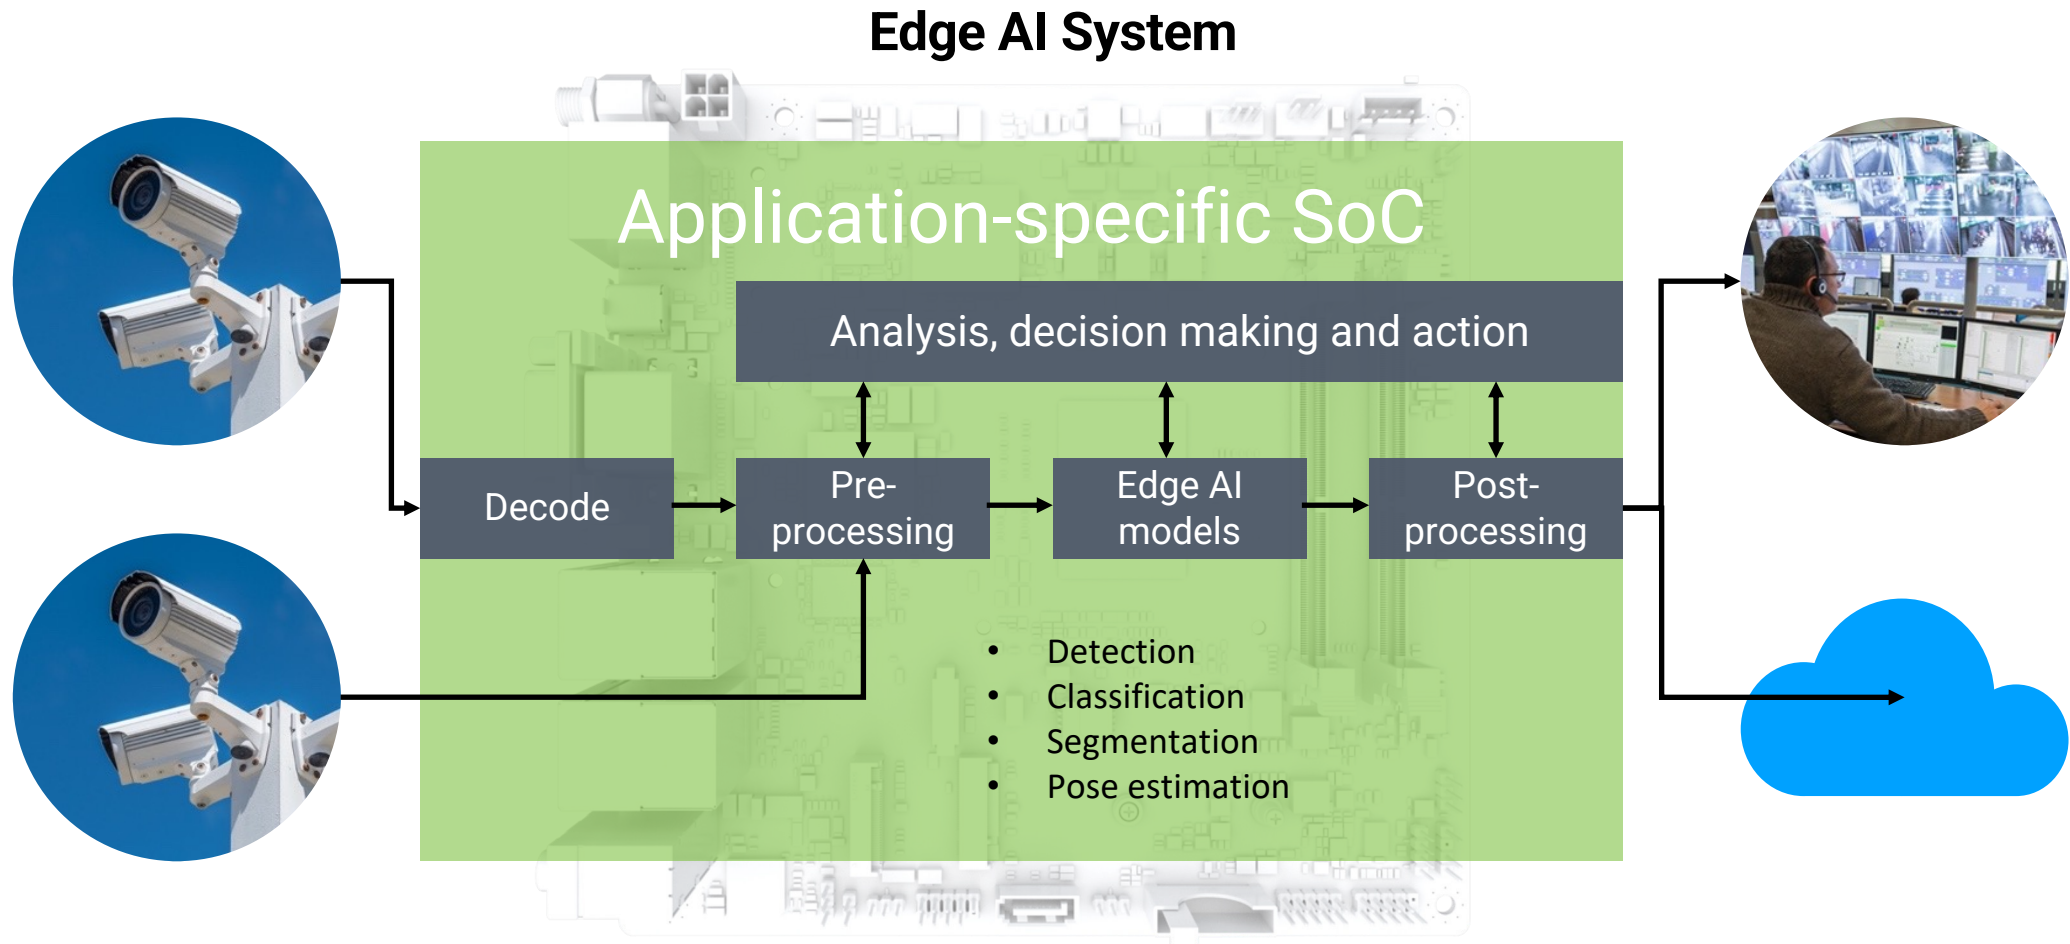 Edge AI System
Application-specific SoC
Analysis, decision making and action
Decode
Pre-
processing
Edge AI
models
Post-
processing
• Detection
• Classification
• Segmentation
• Pose estimation